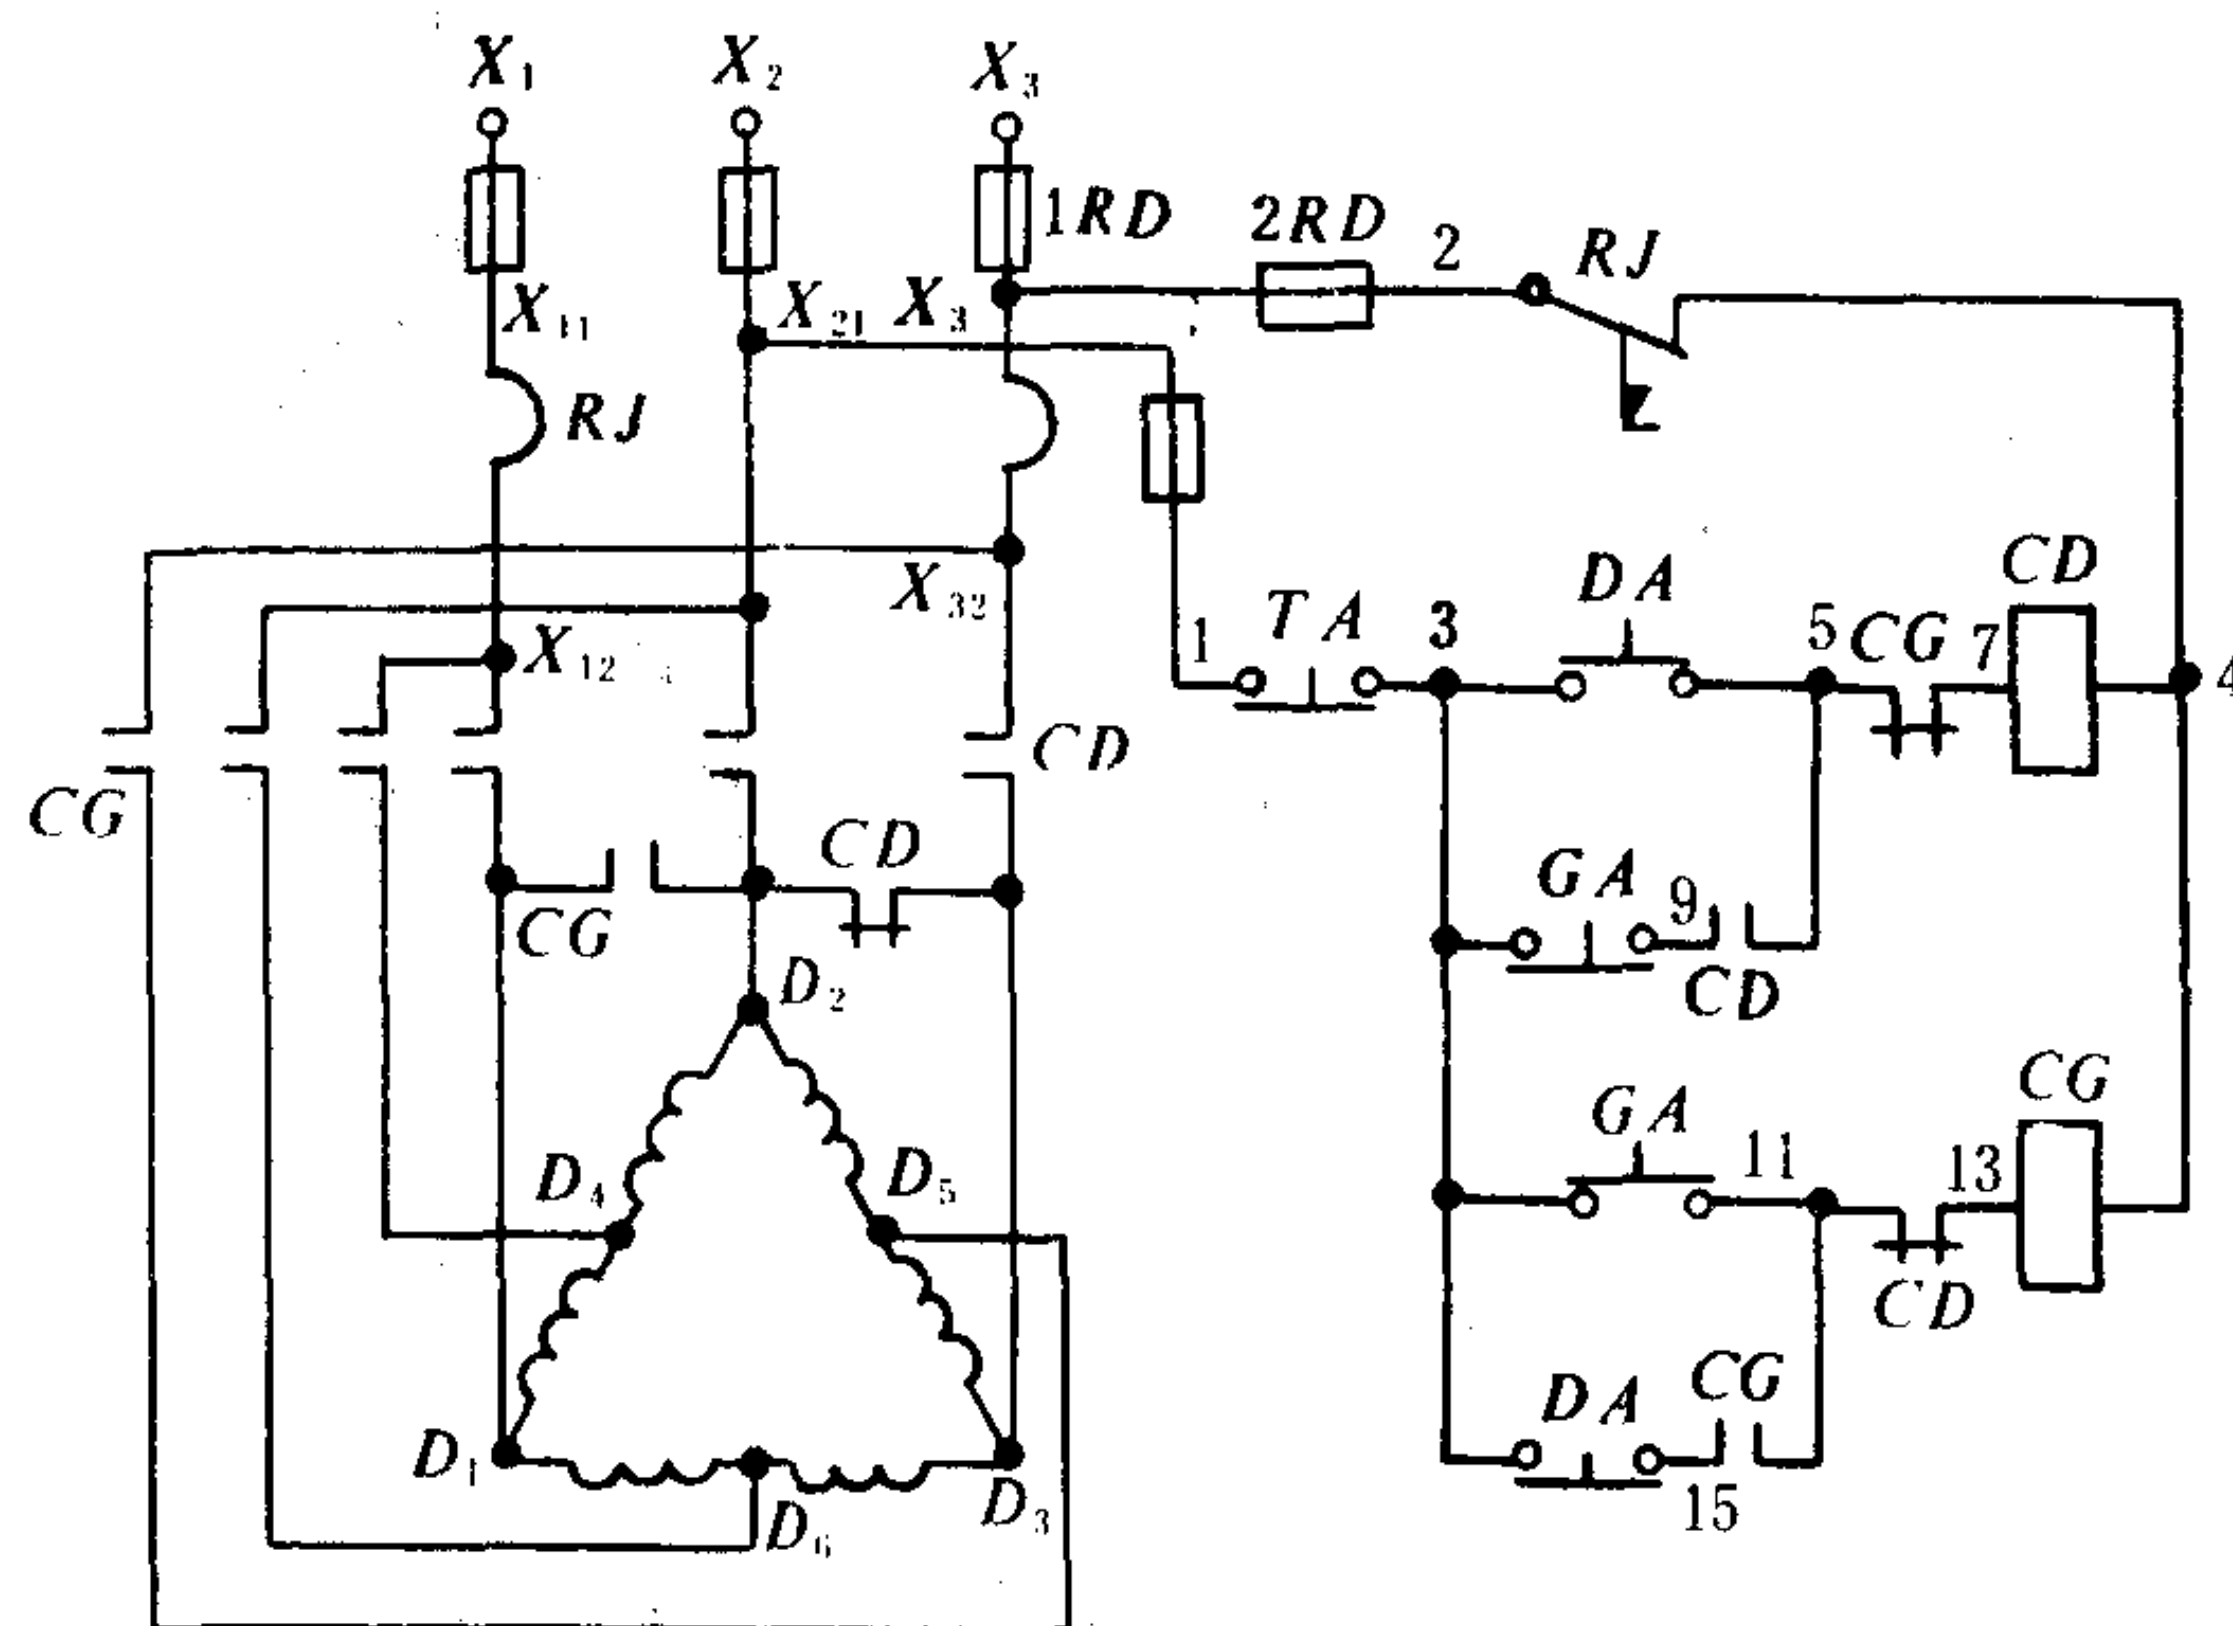 X₁ X₂ X₃
1RD 2RD 2 RJ
X₁₁ X₂₁ X₃
RJ
X₃₂
X₁₂
1 TA 3 DA 5 CG 7 CD 4
CG CD
CD
CG
GA 9
CD
D₂
D₄ D₅
GA 11 13 CG
CD
D₁ D₆ D₃
DA CG
15